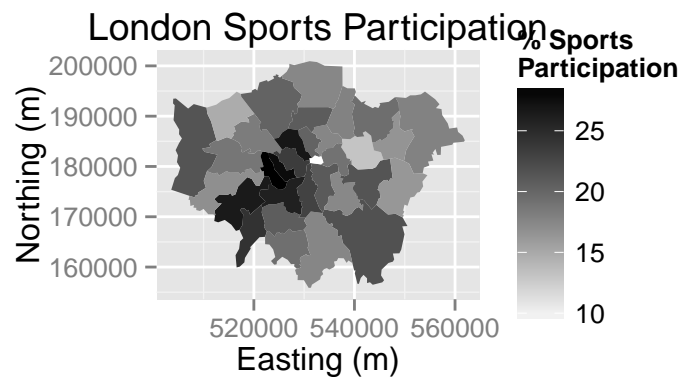 London Sports Participation
% Sports
Participation
200000
190000
180000
170000
160000
Northing (m)
520000 540000 560000
Easting (m)
25
20
15
10